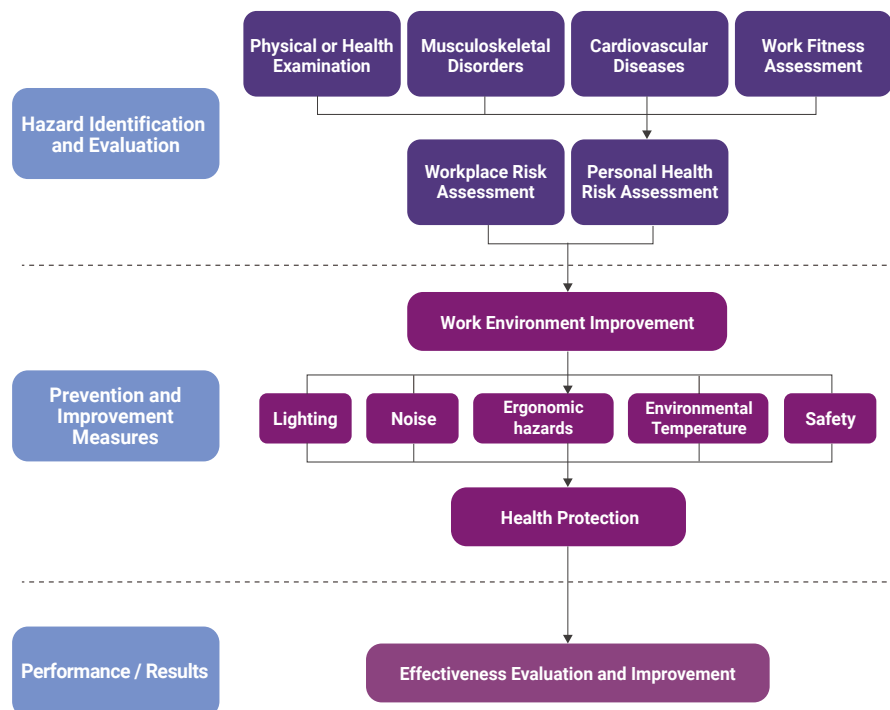 Physical or Health
Examination
Musculoskeletal
Disorders
Cardiovascular
Diseases
Work Fitness
Assessment
Hazard Identification
and Evaluation
Workplace Risk
Assessment
Personal Health
Risk Assessment
Work Environment Improvement
Prevention and
Improvement
Measures
Lighting
Noise
Ergonomic
hazards
Environmental
Temperature
Safety
Health Protection
Performance / Results
Effectiveness Evaluation and Improvement